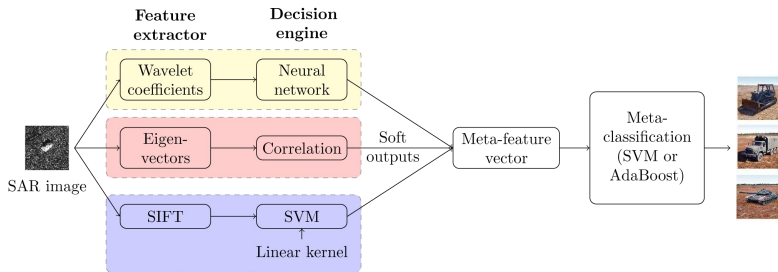 Feature
extractor
Decision
engine
Wavelet
coefficients
Neural
network
Eigen-
vectors
Correlation
Soft
outputs
Meta-feature
vector
Meta-
classification
(SVM or
AdaBoost)
SAR image
SIFT
SVM
Linear kernel